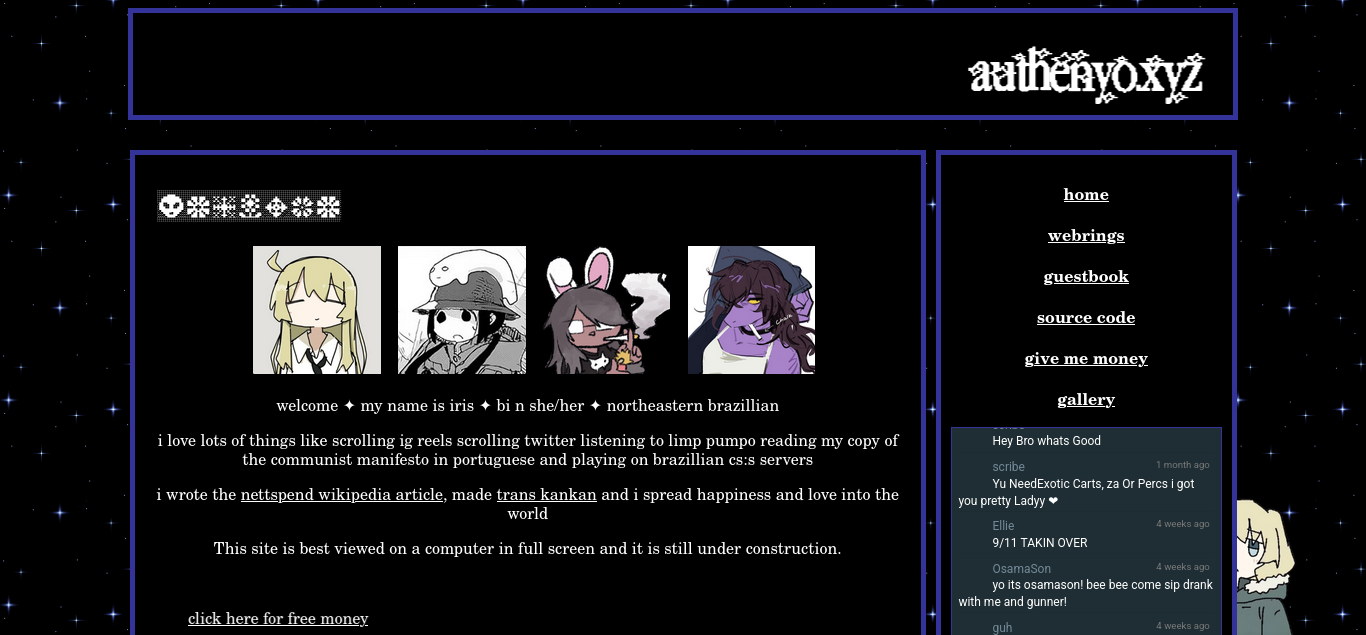 authenyo.xyz
welcome ✦ my name is iris ✦ bi n she/her ✦ northeastern brazillian
i love lots of things like scrolling ig reels scrolling twitter listening to limp pumpo reading my copy of
the communist manifesto in portuguese and playing on brazillian cs:s servers
i wrote the nettspend wikipedia article, made trans kankan and i spread happiness and love into the
world
This site is best viewed on a computer in full screen and it is still under construction.
click here for free money
home
webrings
guestbook
source code
give me money
gallery
Hey Bro whats Good
scribe 1 month ago
Yu NeedExotic Carts, za Or Percs i got
you pretty Ladyy ❤
Ellie 4 weeks ago
9/11 TAKIN OVER
OsamaSon 4 weeks ago
yo its osamason! bee bee come sip drank
with me and gunner!
guh 4 weeks ago